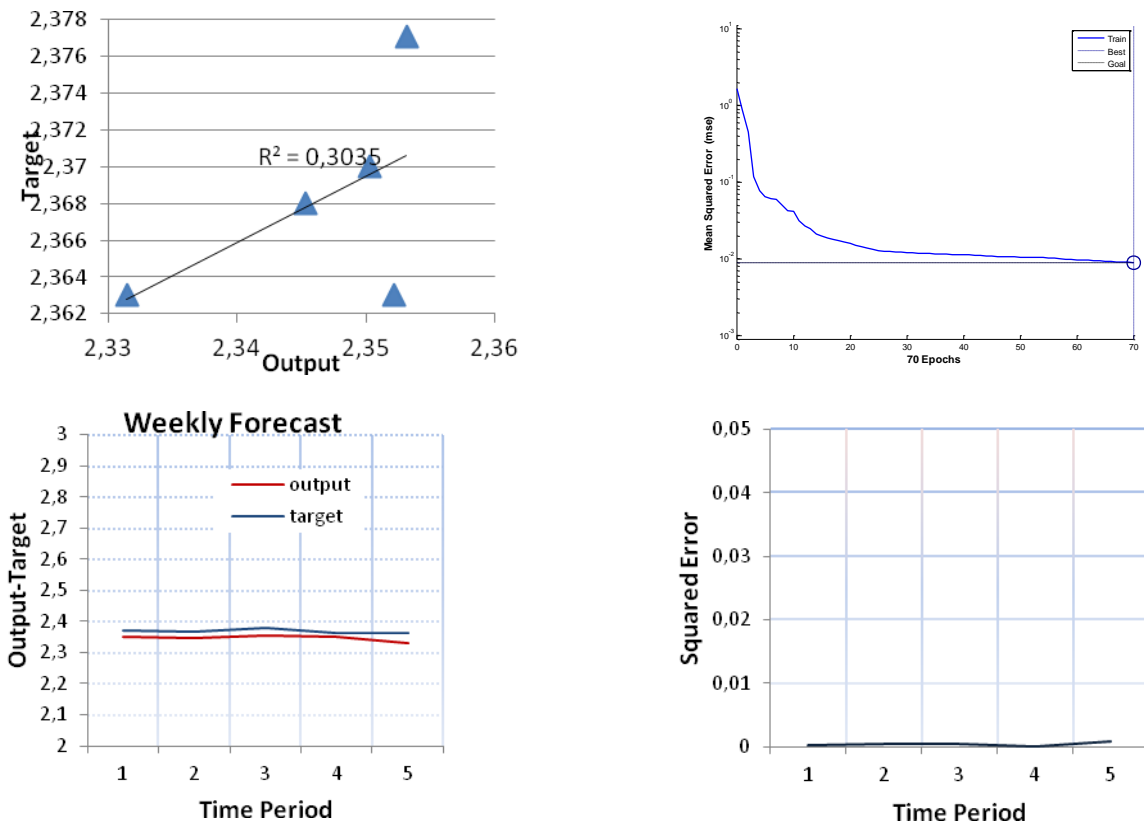 2,378
2,376
2,374
2,372
2,37
2,368
2,366
2,364
2,362
Target
R² = 0,3035
2,33 2,34 2,35 2,36
Output
10¹
10⁰
10⁻¹
10⁻²
10⁻³
Mean Squared Error (mse)
Train
Best
Goal
0 10 20 30 40 50 60 70
70 Epochs
Weekly Forecast
3
2,9
2,8
2,7
2,6
2,5
2,4
2,3
2,2
2,1
2
Output-Target
output
target
1 2 3 4 5
Time Period
0,05
0,04
0,03
0,02
0,01
0
Squared Error
1 2 3 4 5
Time Period